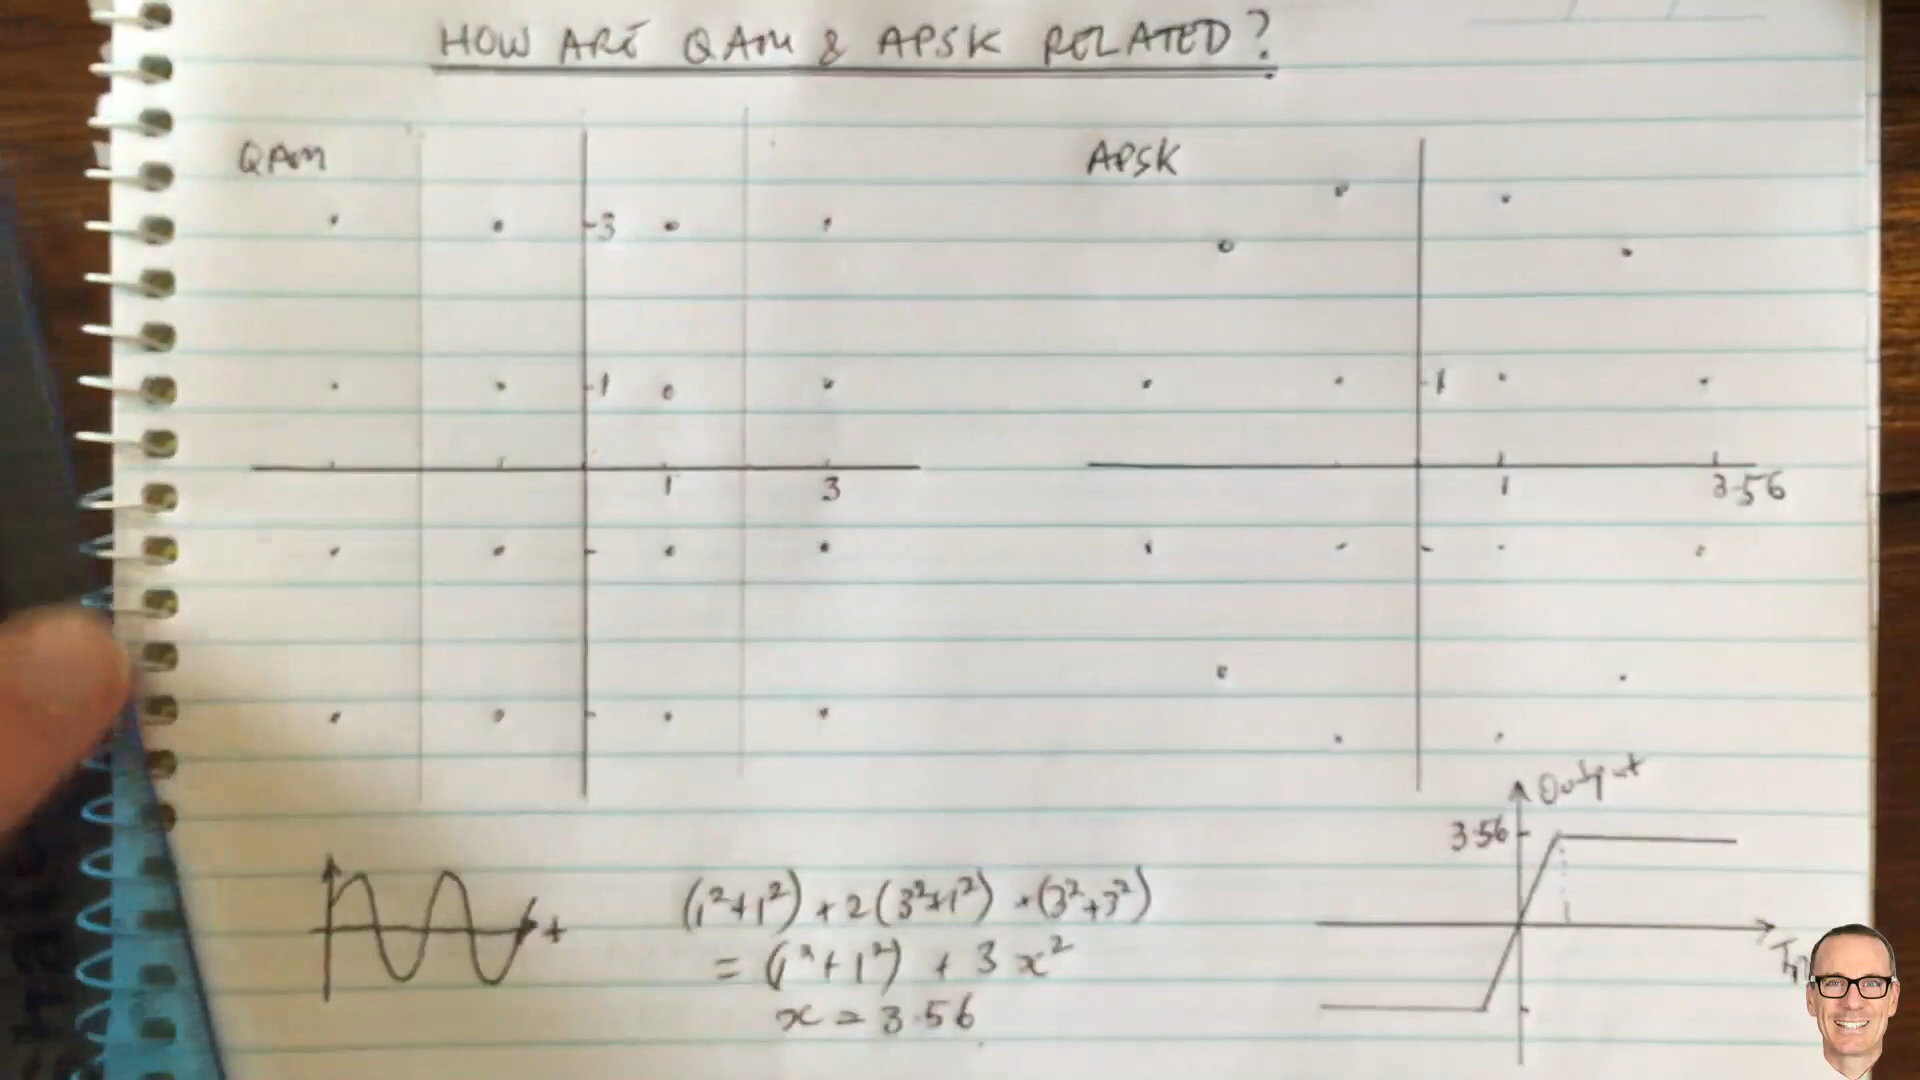 HOW ARE QAM & APSK RELATED?
QAM
APSK
3
1
1
1 3
1 3.56
Output
3.56
(1²+1²) + 2(3²+1²) + (3²+3²)
= (1²+1²) + 3x²
x = 3.56
t